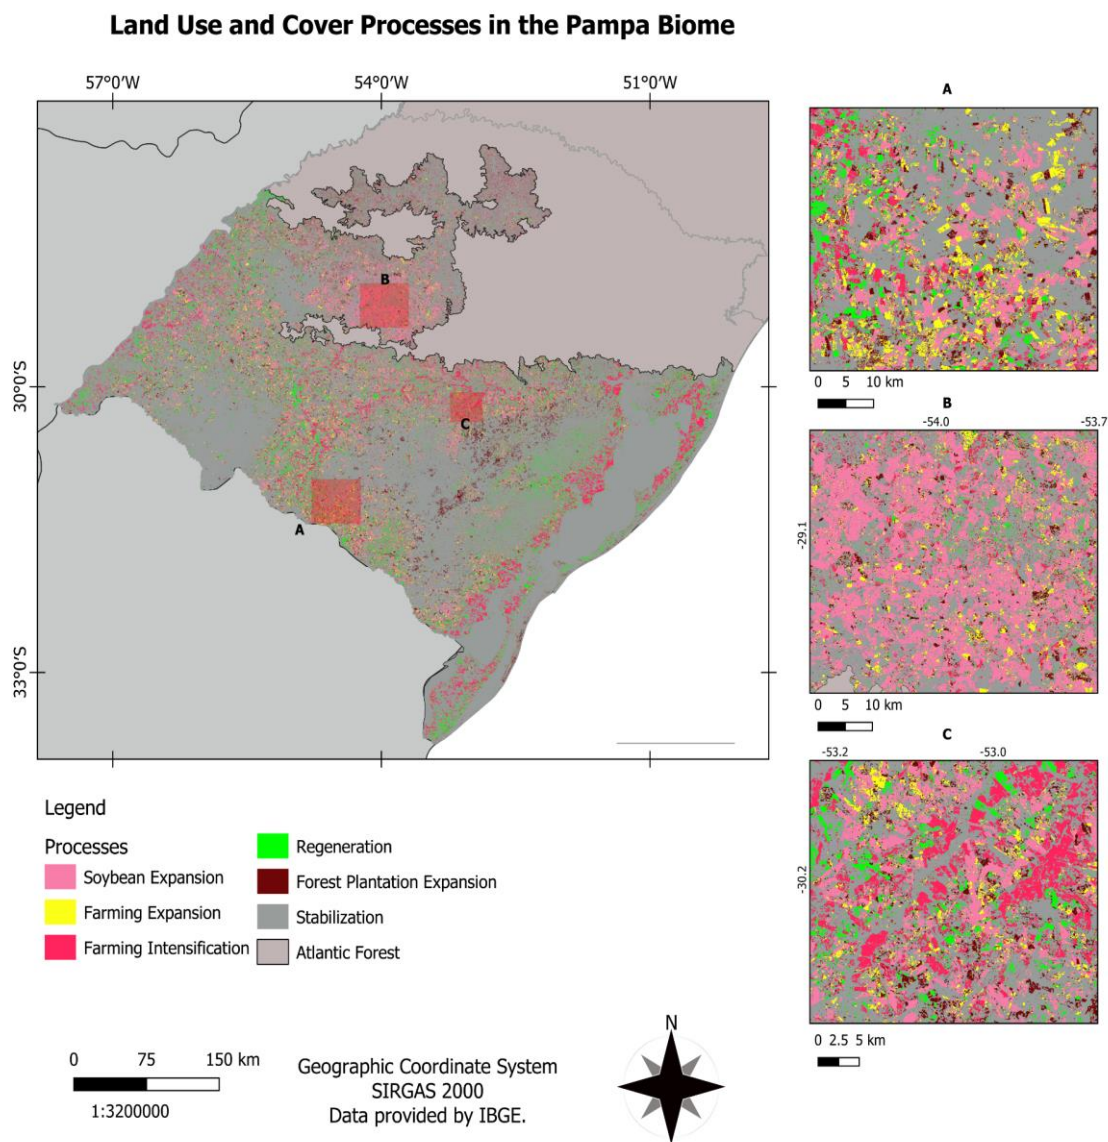 Land Use and Cover Processes in the Pampa Biome
57°0'W 54°0'W 51°0'W
30°0'S
33°0'S
B
C
A
A
0 5 10 km
B
-54.0 -53.7
-29.1
0 5 10 km
C
-53.2 -53.0
-30.2
0 2.5 5 km
Legend
Processes
Soybean Expansion
Farming Expansion
Farming Intensification
Regeneration
Forest Plantation Expansion
Stabilization
Atlantic Forest
0 75 150 km
1:3200000
Geographic Coordinate System
SIRGAS 2000
Data provided by IBGE.
N